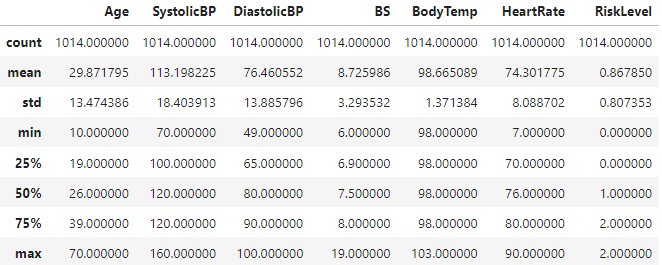 Age SystolicBP DiastolicBP BS BodyTemp HeartRate RiskLevel
count 1014.000000 1014.000000 1014.000000 1014.000000 1014.000000 1014.000000 1014.000000
mean 29.871795 113.198225 76.460552 8.725986 98.665089 74.301775 0.867850
std 13.474386 18.403913 13.885796 3.293532 1.371384 8.088702 0.807353
min 10.000000 70.000000 49.000000 6.000000 98.000000 7.000000 0.000000
25% 19.000000 100.000000 65.000000 6.900000 98.000000 70.000000 0.000000
50% 26.000000 120.000000 80.000000 7.500000 98.000000 76.000000 1.000000
75% 39.000000 120.000000 90.000000 8.000000 98.000000 80.000000 2.000000
max 70.000000 160.000000 100.000000 19.000000 103.000000 90.000000 2.000000